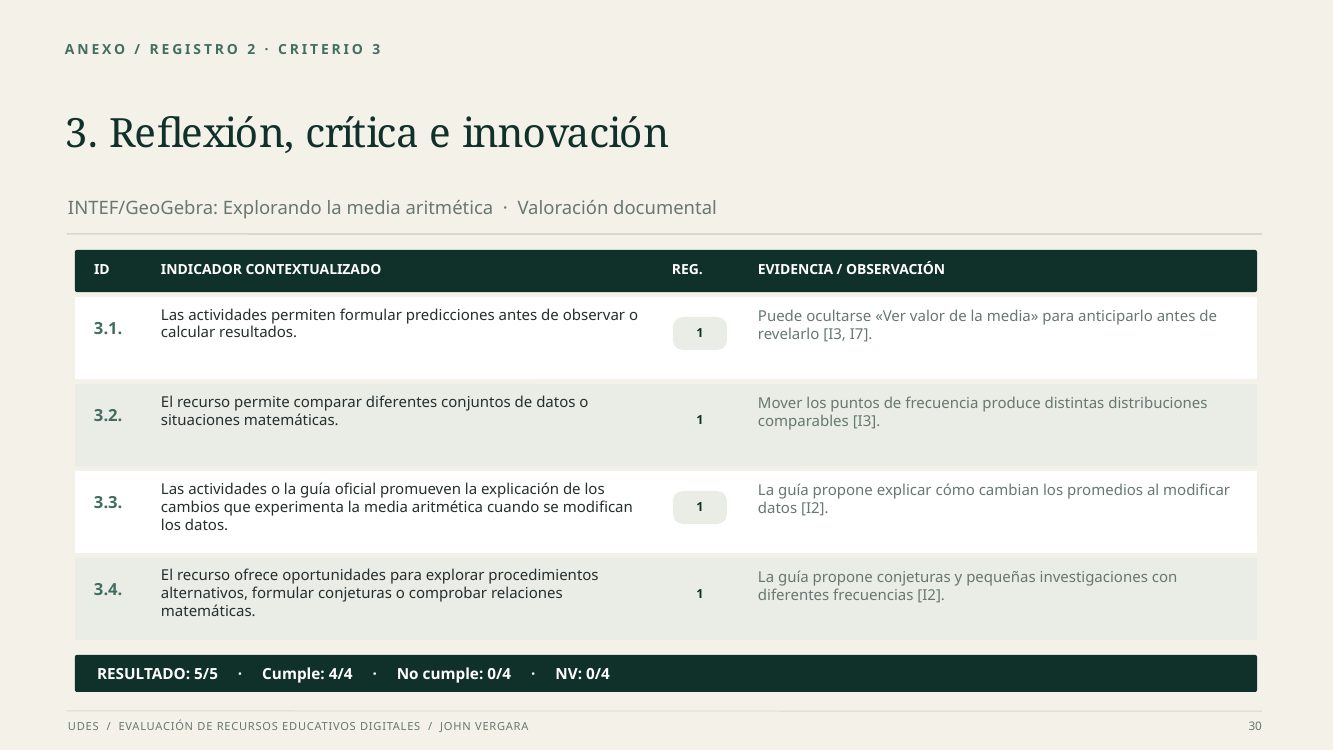 ANEXO / REGISTRO 2 · CRITERIO 3
3. Reflexión, crítica e innovación
INTEF/GeoGebra: Explorando la media aritmética · Valoración documental
ID INDICADOR CONTEXTUALIZADO REG. EVIDENCIA / OBSERVACIÓN
3.1.
Las actividades permiten formular predicciones antes de observar o
calcular resultados.
1
Puede ocultarse «Ver valor de la media» para anticiparlo antes de
revelarlo [I3, I7].
3.2.
El recurso permite comparar diferentes conjuntos de datos o
situaciones matemáticas.
1
Mover los puntos de frecuencia produce distintas distribuciones
comparables [I3].
3.3.
Las actividades o la guía oficial promueven la explicación de los
cambios que experimenta la media aritmética cuando se modifican
los datos.
1
La guía propone explicar cómo cambian los promedios al modificar
datos [I2].
3.4.
El recurso ofrece oportunidades para explorar procedimientos
alternativos, formular conjeturas o comprobar relaciones
matemáticas.
1
La guía propone conjeturas y pequeñas investigaciones con
diferentes frecuencias [I2].
RESULTADO: 5/5 · Cumple: 4/4 · No cumple: 0/4 · NV: 0/4
UDES / EVALUACIÓN DE RECURSOS EDUCATIVOS DIGITALES / JOHN VERGARA 30